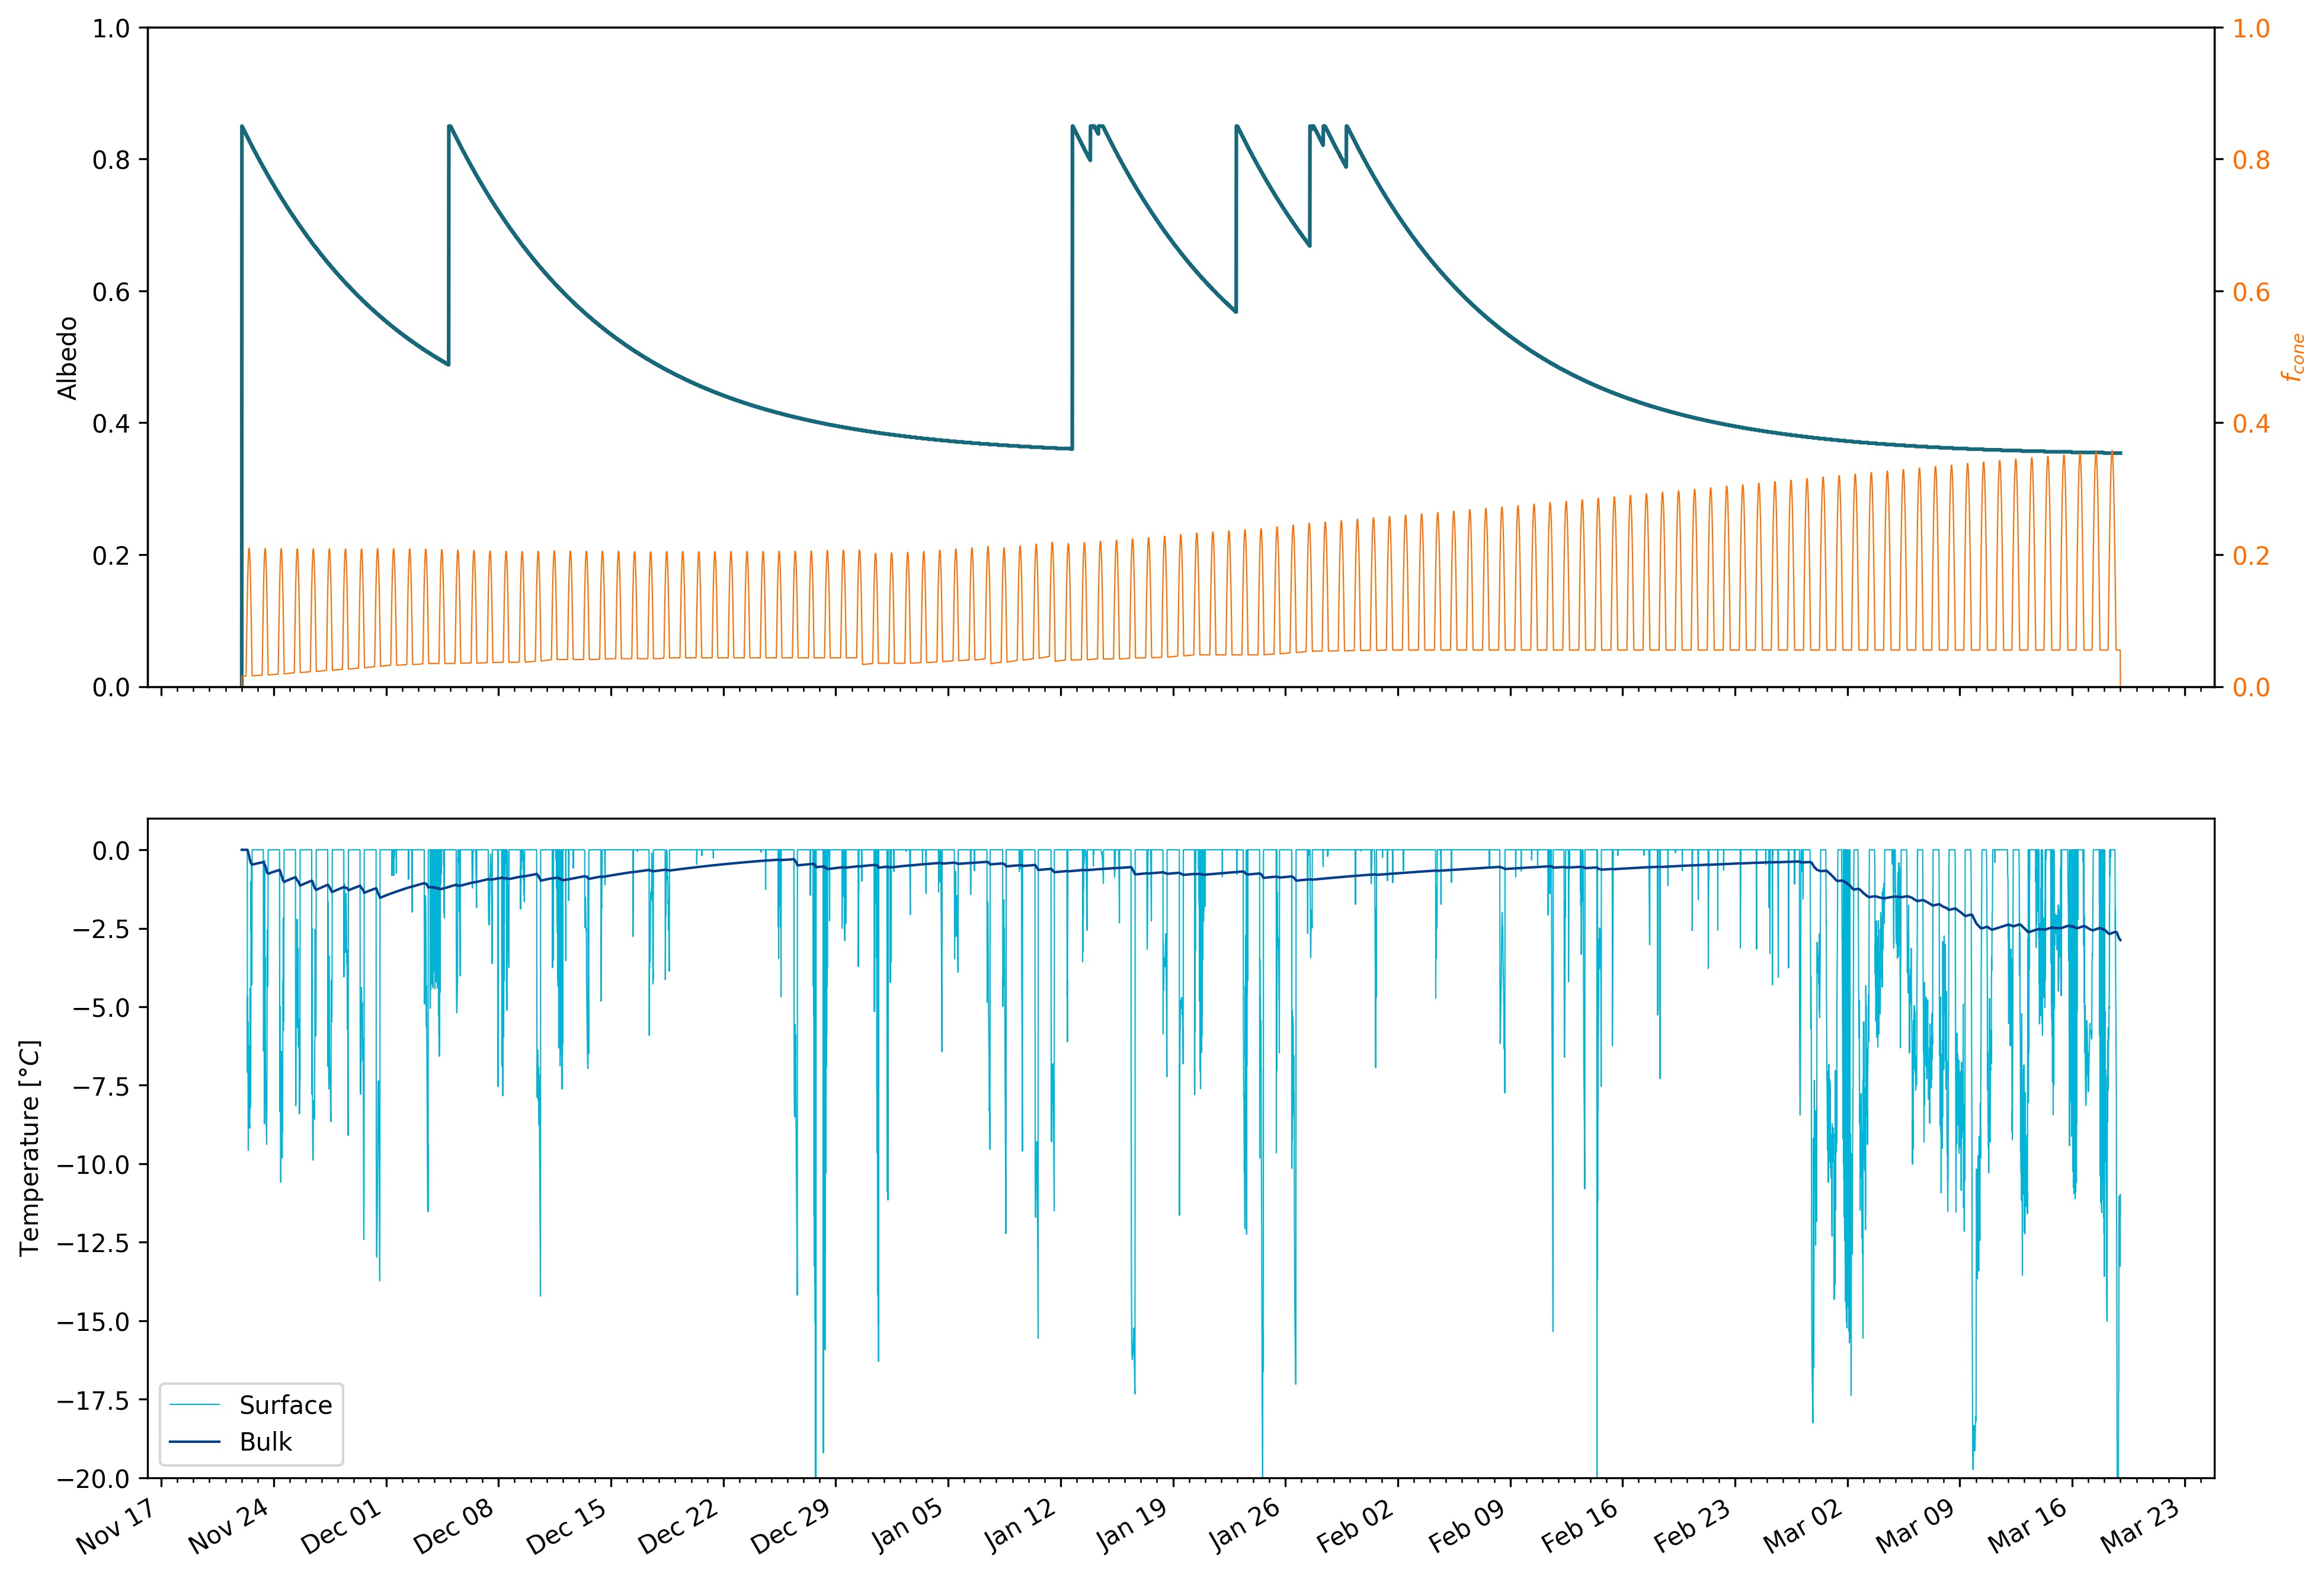 1.0
0.8
0.6
0.4
0.2
0.0
Albedo
1.0
0.8
0.6
0.4
0.2
0.0
f_cone
0.0
−2.5
−5.0
−7.5
−10.0
−12.5
−15.0
−17.5
−20.0
Temperature [°C]
Surface
Bulk
Nov 17
Nov 24
Dec 01
Dec 08
Dec 15
Dec 22
Dec 29
Jan 05
Jan 12
Jan 19
Jan 26
Feb 02
Feb 09
Feb 16
Feb 23
Mar 02
Mar 09
Mar 16
Mar 23